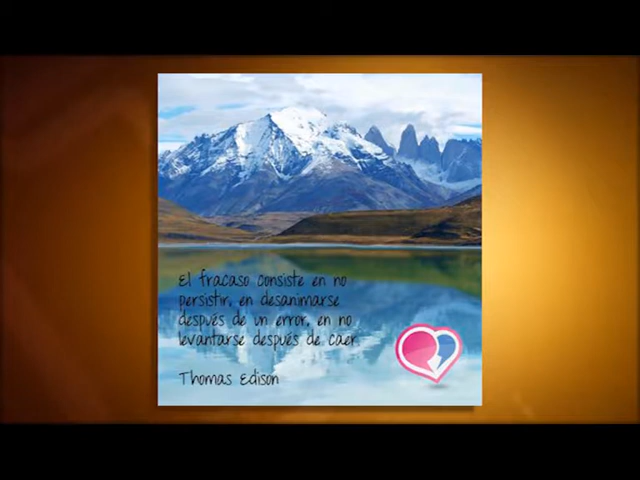 El fracaso consiste en no
persistir, en desanimarse
después de un error, en no
levantarse después de caer.
Thomas Edison